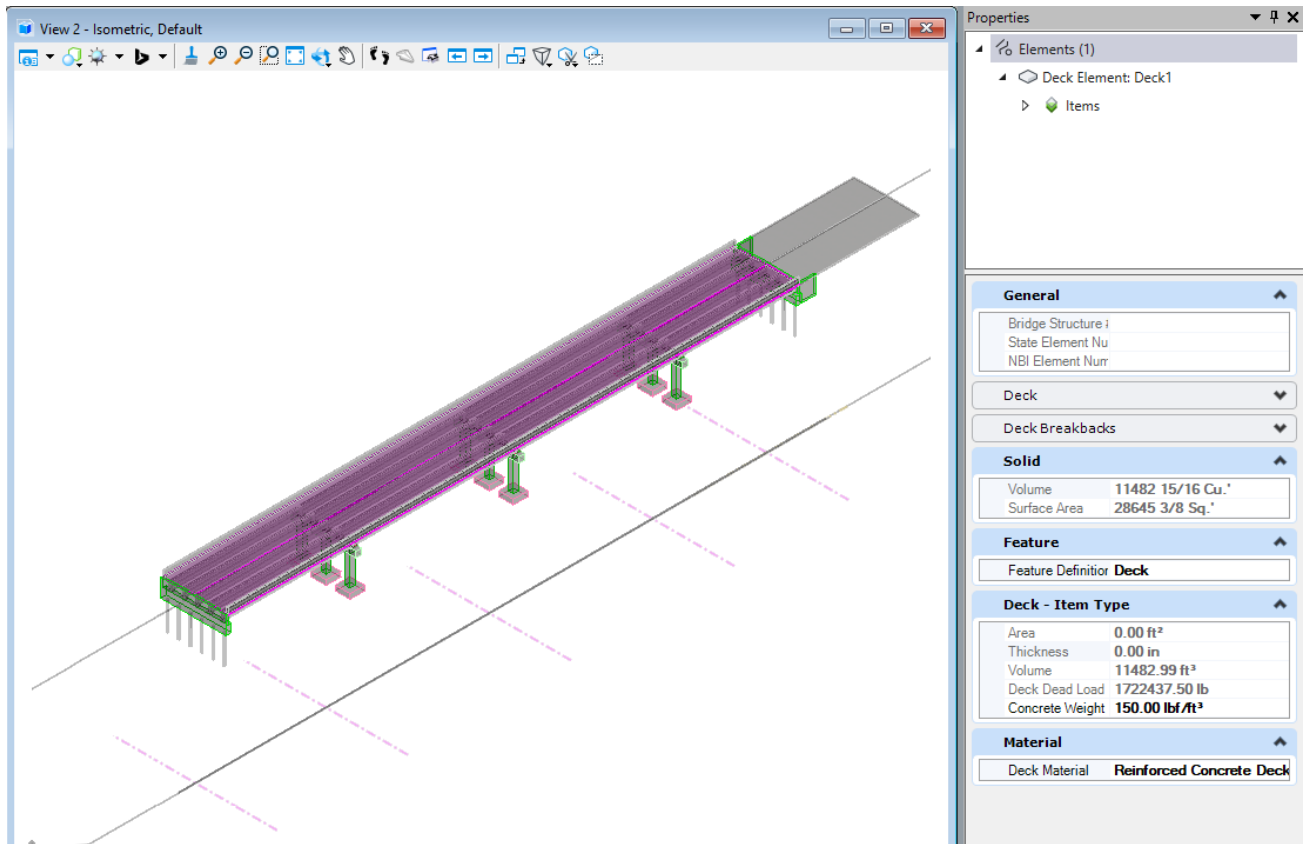 View 2 - Isometric, Default
Properties
Elements (1)
Deck Element: Deck1
Items
General
Bridge Structure
State Element Nu
NBI Element Num
Deck
Deck Breakbacks
Solid
Volume 11482 15/16 Cu.'
Surface Area 28645 3/8 Sq.'
Feature
Feature Definition Deck
Deck - Item Type
Area 0.00 ft²
Thickness 0.00 in
Volume 11482.99 ft³
Deck Dead Load 1722437.50 lb
Concrete Weight 150.00 lbf/ft³
Material
Deck Material Reinforced Concrete Deck